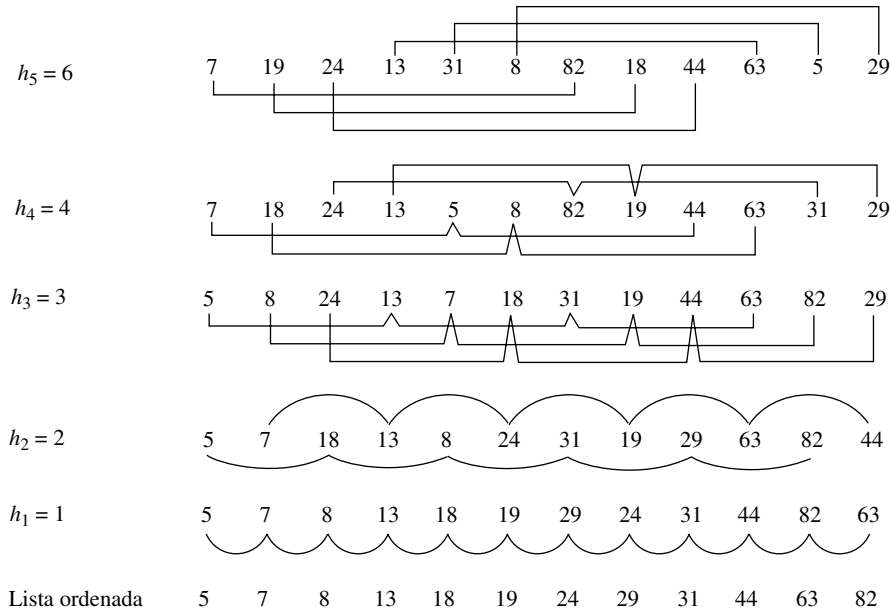 h5 = 6 7 19 24 13 31 8 82 18 44 63 5 29
h4 = 4 7 18 24 13 5 8 82 19 44 63 31 29
h3 = 3 5 8 24 13 7 18 31 19 44 63 82 29
h2 = 2 5 7 18 13 8 24 31 19 29 63 82 44
h1 = 1 5 7 8 13 18 19 29 24 31 44 82 63
Lista ordenada 5 7 8 13 18 19 24 29 31 44 63 82